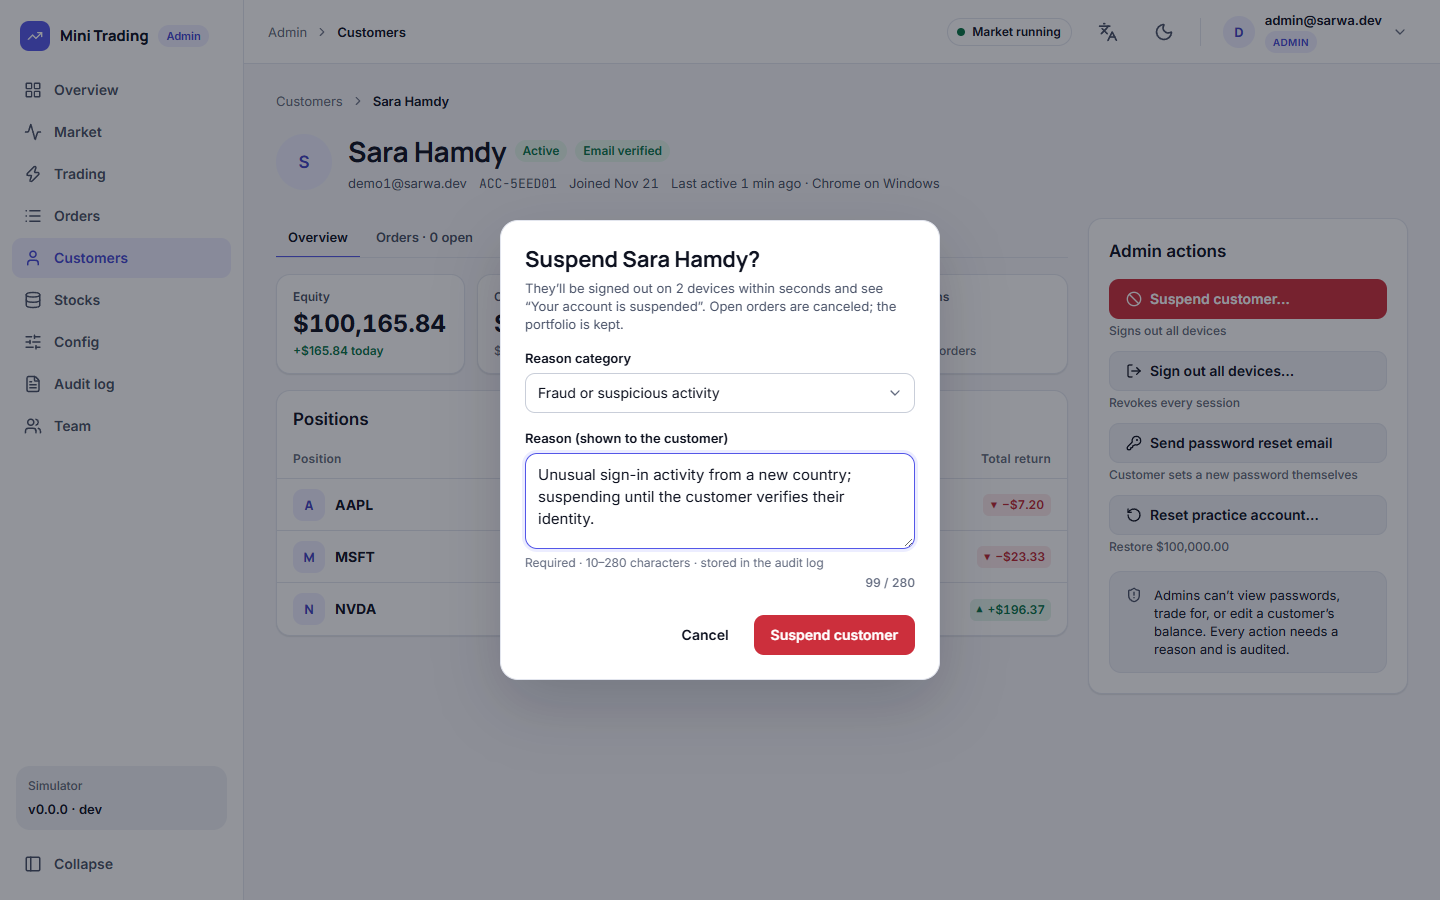 Mini Trading Admin
Overview
Market
Trading
Orders
Customers
Stocks
Config
Audit log
Team
Simulator
v0.0.0 · dev
Collapse
Admin > Customers
Market running
D
admin@sarwa.dev
ADMIN
Customers > Sara Hamdy
S
Sara Hamdy Active Email verified
demo1@sarwa.dev ACC-5EED01 Joined Nov 21 Last active 1 min ago · Chrome on Windows
Overview Orders · 0 open
Equity
$100,165.84
+$165.84 today
orders
Positions
Position Total return
A AAPL ▼ −$7.20
M MSFT ▼ −$23.33
N NVDA ▲ +$196.37
Suspend Sara Hamdy?
They’ll be signed out on 2 devices within seconds and see
“Your account is suspended”. Open orders are canceled; the
portfolio is kept.
Reason category
Fraud or suspicious activity
Reason (shown to the customer)
Unusual sign-in activity from a new country;
suspending until the customer verifies their
identity.
Required · 10–280 characters · stored in the audit log
99 / 280
Cancel Suspend customer
Admin actions
Suspend customer…
Signs out all devices
Sign out all devices…
Revokes every session
Send password reset email
Customer sets a new password themselves
Reset practice account…
Restore $100,000.00
Admins can’t view passwords,
trade for, or edit a customer’s
balance. Every action needs a
reason and is audited.